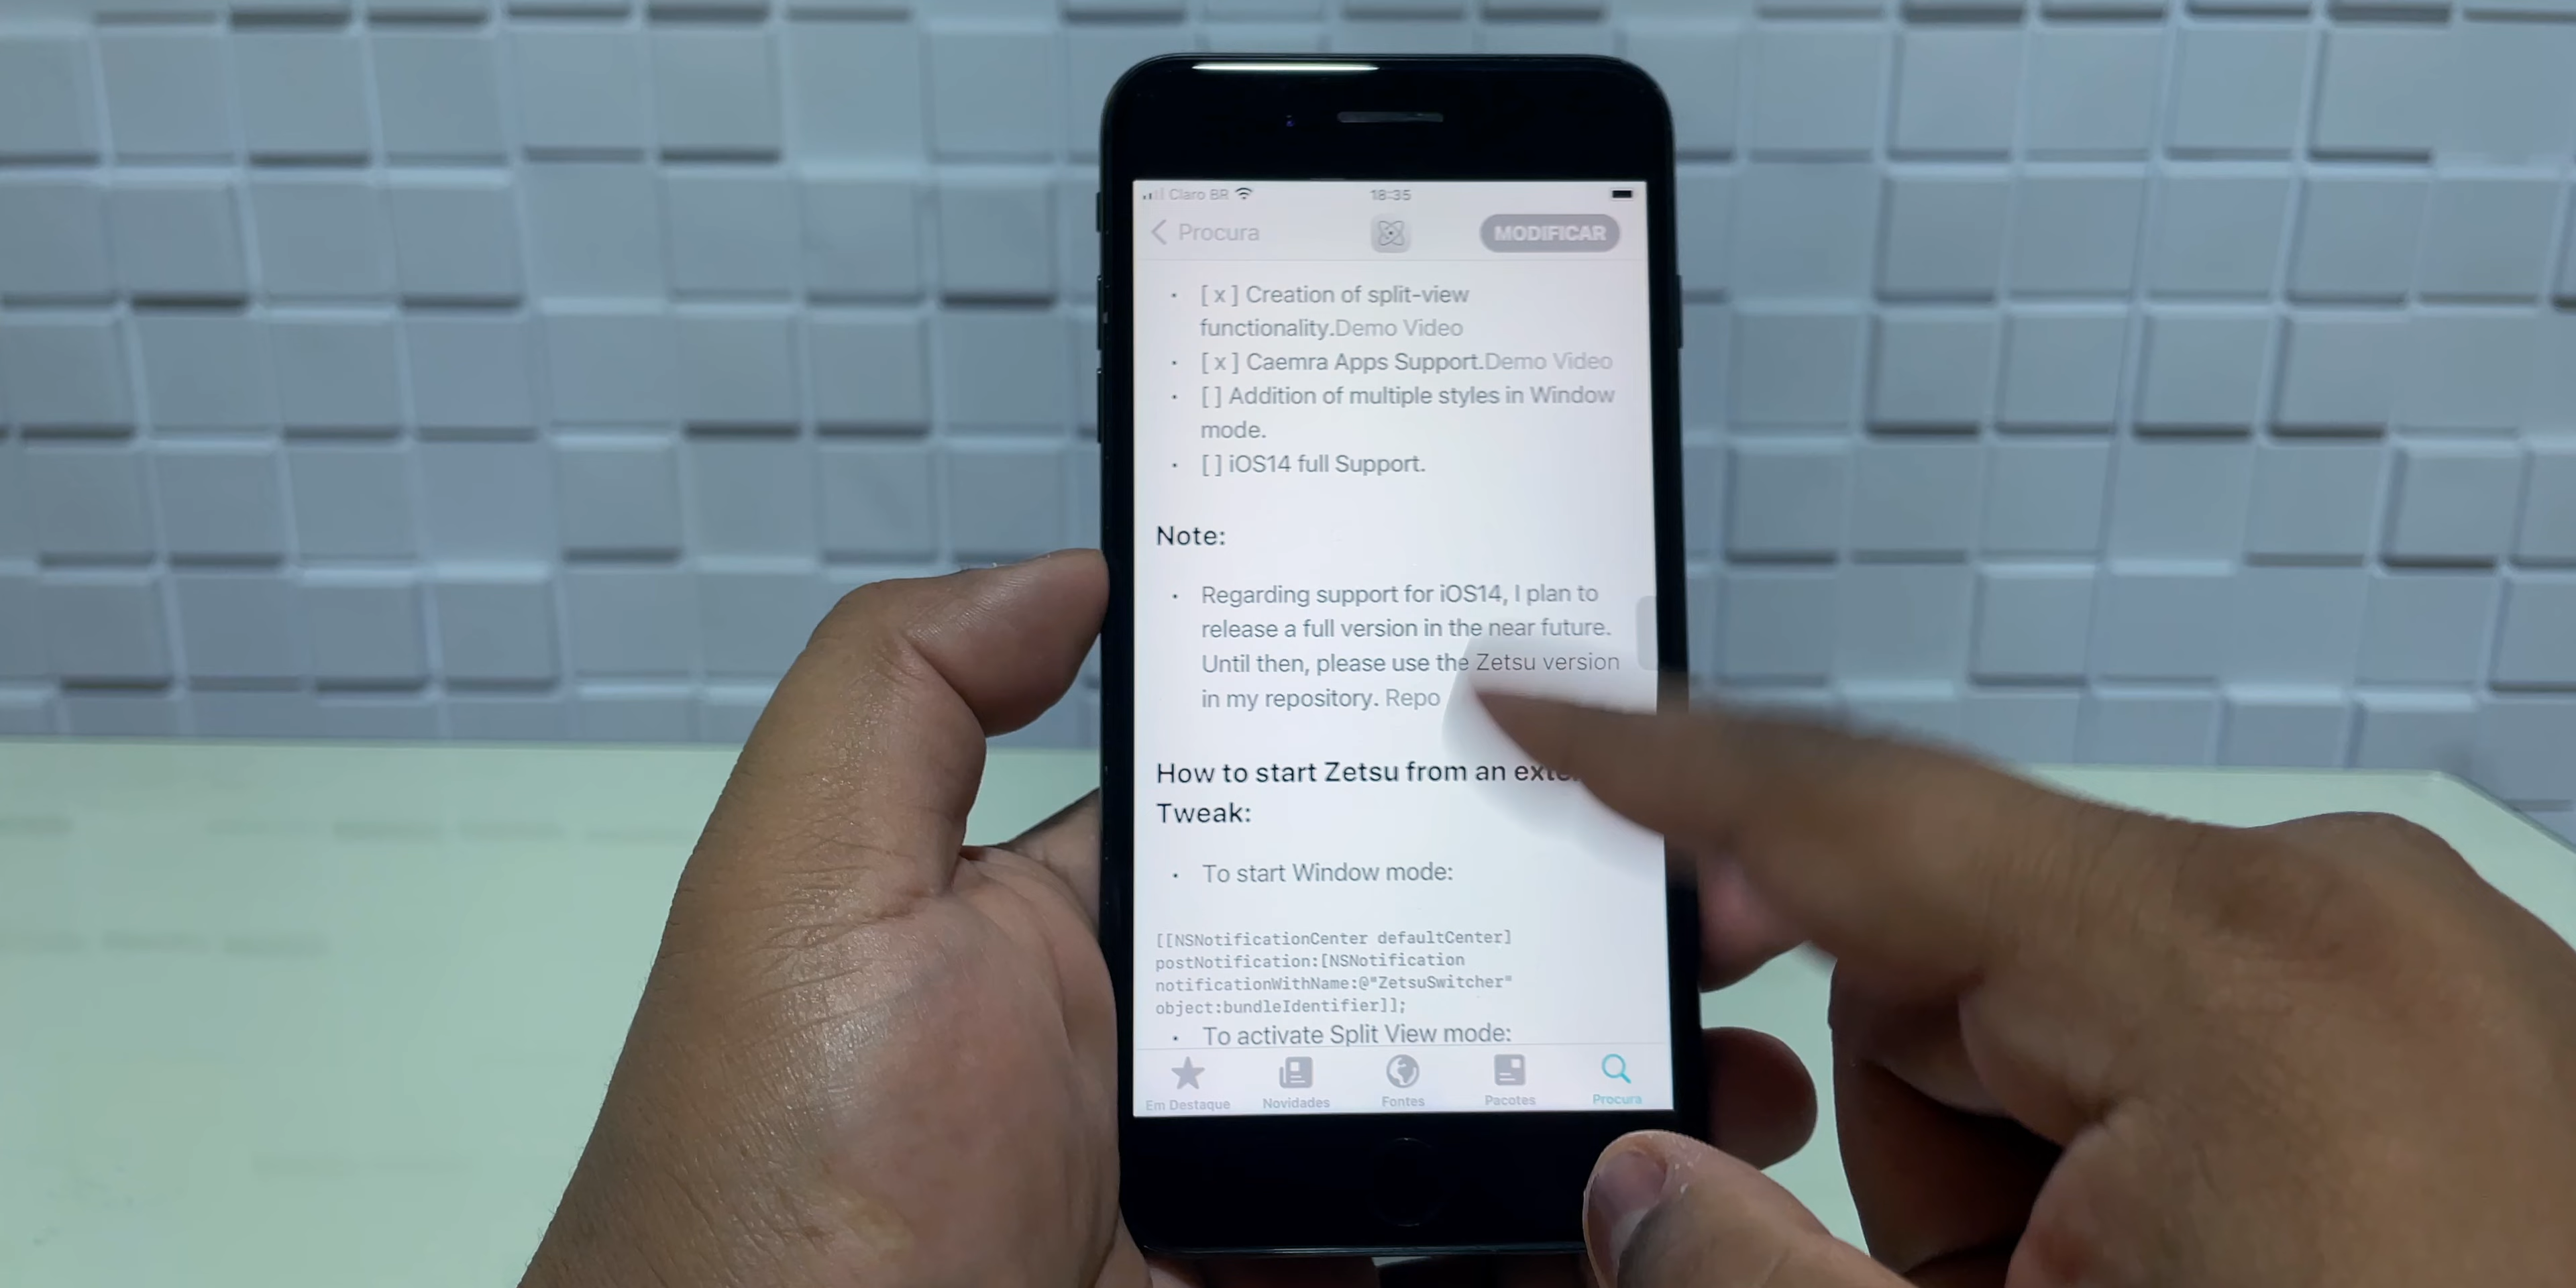 Claro BR
18:35
Procura
MODIFICAR
· [ x ] Creation of split-view
functionality.Demo Video
· [ x ] Caemra Apps Support.Demo Video
· [ ] Addition of multiple styles in Window
mode.
· [ ] iOS14 full Support.
Note:
· Regarding support for iOS14, I plan to
release a full version in the near future.
Until then, please use the Zetsu version
in my repository. Repo
How to start Zetsu from an
Tweak:
· To start Window mode:
[[NSNotificationCenter defaultCenter]
postNotification:[NSNotification
notificationWithName:@"ZetsuSwitcher"
object:bundleIdentifier]];
· To activate Split View mode:
Em Destaque
Novidades
Fontes
Pacotes
Procura